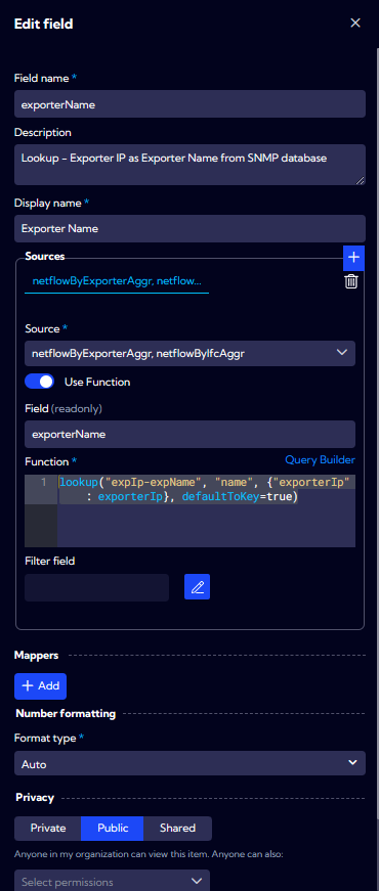 Edit field
Field name *
exporterName
Description
Lookup - Exporter IP as Exporter Name from SNMP database
Display name *
Exporter Name
Sources
netflowByExporterAggr, netflow...
Source *
netflowByExporterAggr, netflowByIfcAggr
Use Function
Field (readonly)
exporterName
Function *
Query Builder
1
lookup("expIp-expName", "name", {"exporterIp"
: exporterIp}, defaultToKey=true)
Filter field
Mappers
+ Add
Number formatting
Format type *
Auto
Privacy
Private Public Shared
Anyone in my organization can view this item. Anyone can also:
Select permissions